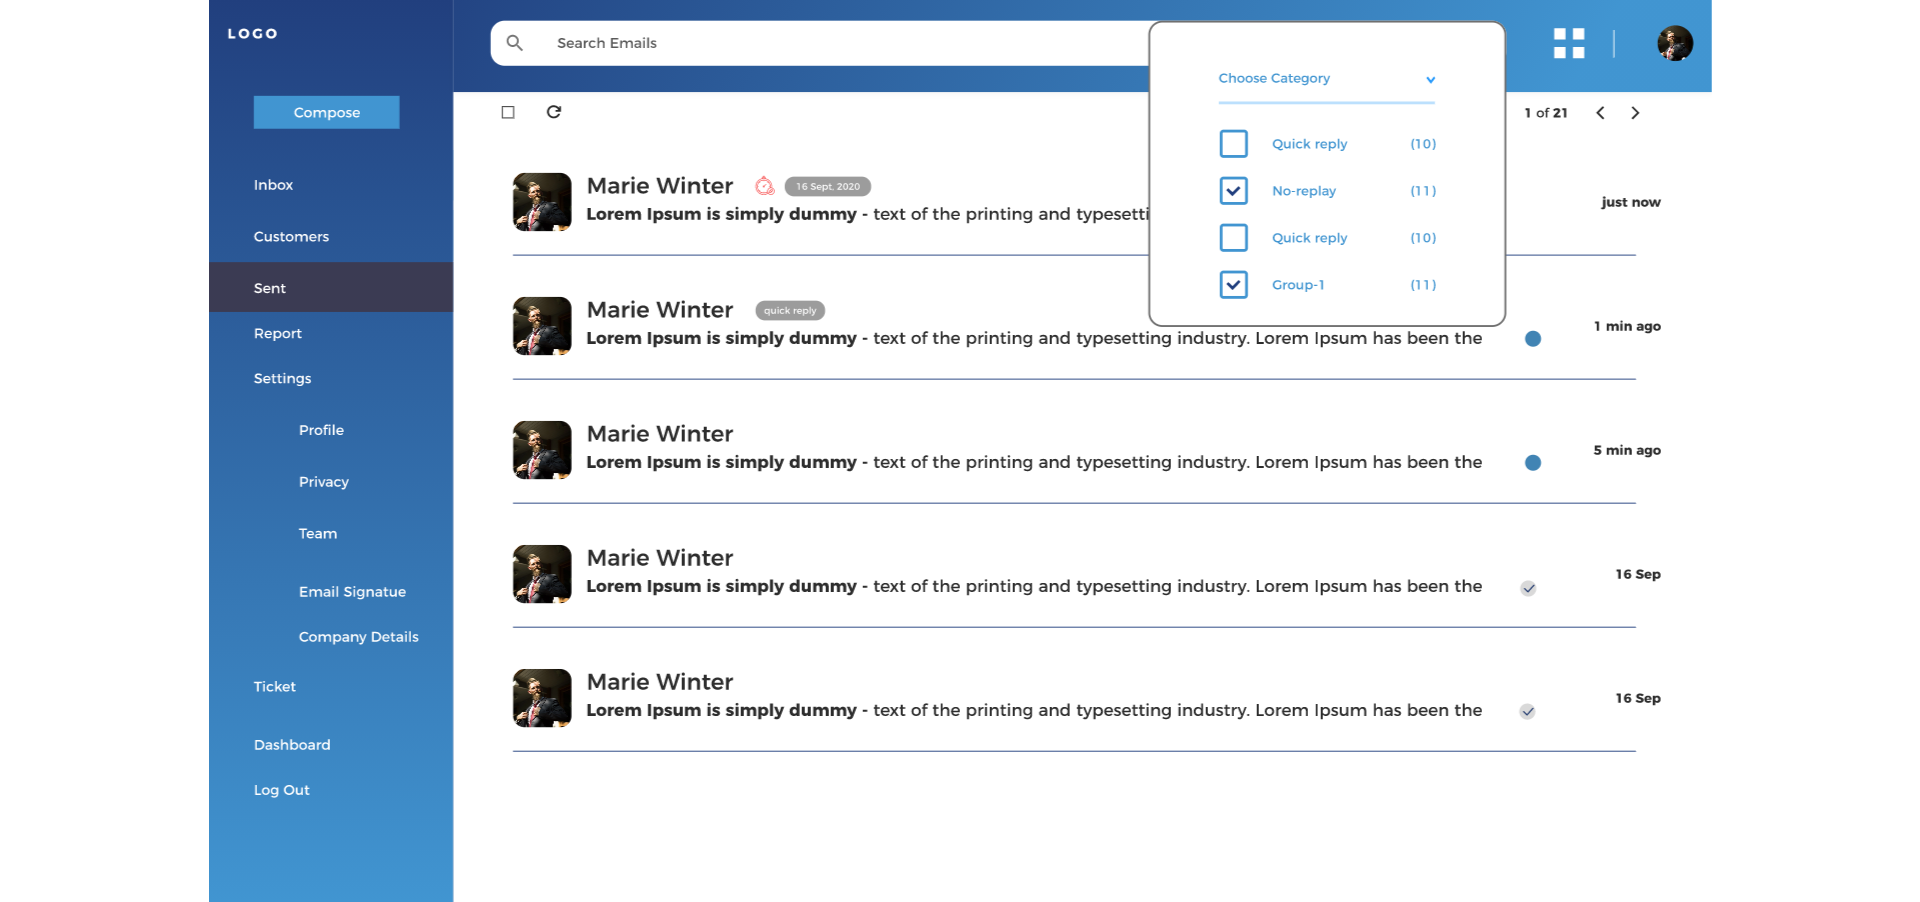 LOGO
Compose
Inbox
Customers
Sent
Report
Settings
Profile
Privacy
Team
Email Signatue
Company Details
Ticket
Dashboard
Log Out
Search Emails
Choose Category
Quick reply (10)
No-replay (11)
Quick reply (10)
Group-1 (11)
1 of 21
Marie Winter 16 Sept, 2020
Lorem Ipsum is simply dummy - text of the printing and typesetti
just now
Marie Winter quick reply
Lorem Ipsum is simply dummy - text of the printing and typesetting industry. Lorem Ipsum has been the
1 min ago
Marie Winter
Lorem Ipsum is simply dummy - text of the printing and typesetting industry. Lorem Ipsum has been the
5 min ago
Marie Winter
Lorem Ipsum is simply dummy - text of the printing and typesetting industry. Lorem Ipsum has been the
16 Sep
Marie Winter
Lorem Ipsum is simply dummy - text of the printing and typesetting industry. Lorem Ipsum has been the
16 Sep